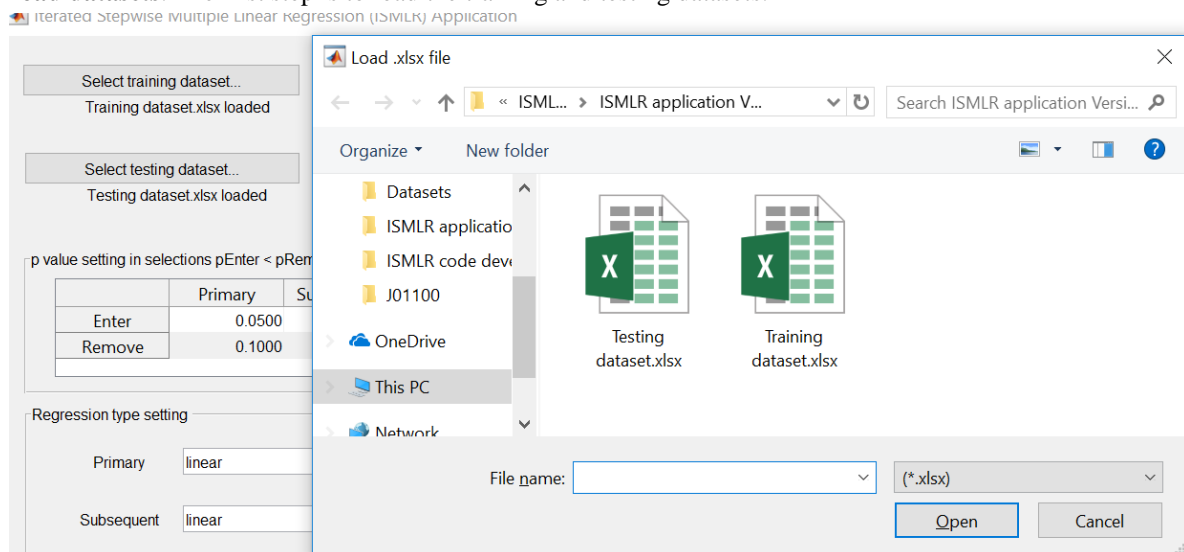 Iterated Stepwise Multiple Linear Regression (ISMLR) Application
Select training dataset...
Training dataset.xlsx loaded
Select testing dataset...
Testing dataset.xlsx loaded
p value setting in selections pEnter < pRem
Primary Su
Enter 0.0500
Remove 0.1000
Regression type setting
Primary linear
Subsequent linear
Load .xlsx file
« ISML... > ISMLR application V...
Search ISMLR application Versi...
Organize
New folder
Datasets
ISMLR applicatio
ISMLR code deve
J01100
OneDrive
This PC
Network
Testing
dataset.xlsx
Training
dataset.xlsx
File name:
(*.xlsx)
Open
Cancel